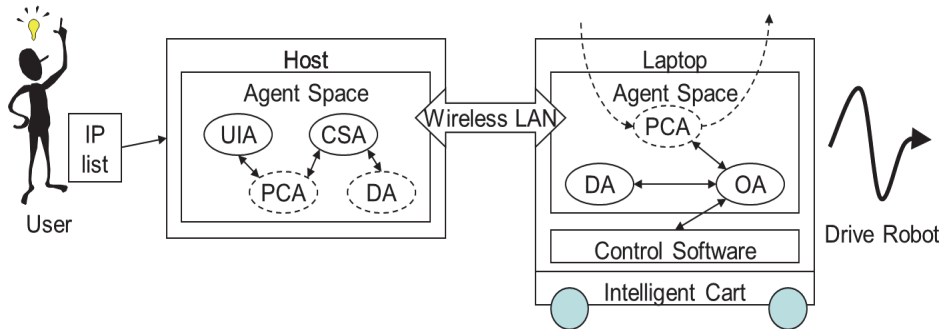 User
IP
list
Host
Agent Space
UIA
CSA
PCA
DA
Wireless LAN
Laptop
Agent Space
PCA
DA
OA
Control Software
Intelligent Cart
Drive Robot